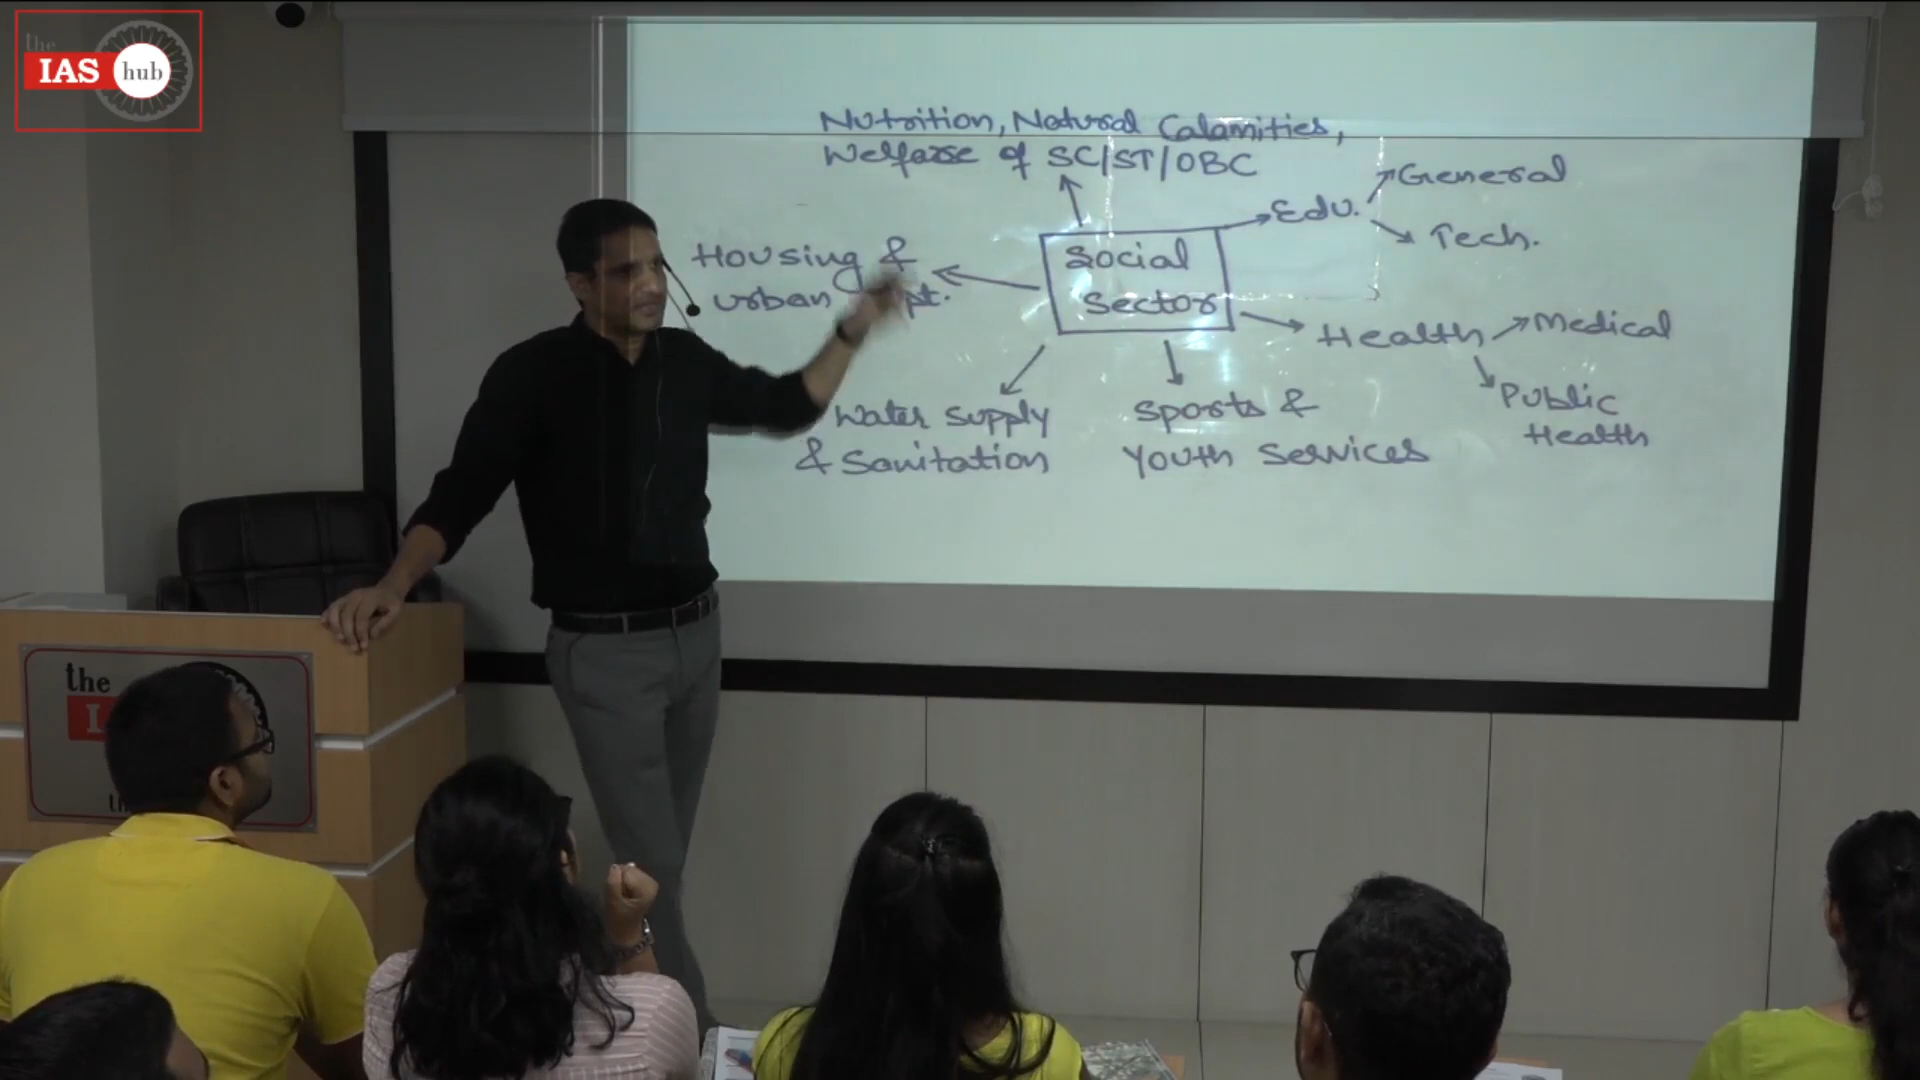 the
IAS hub
Nutrition, Natural Calamities,
Welfare of SC/ST/OBC
Edu.
General
Tech.
Social
Sector
Housing &
urban
Health
Medical
Public
Health
Water Supply
& Sanitation
Sports &
Youth Services
the